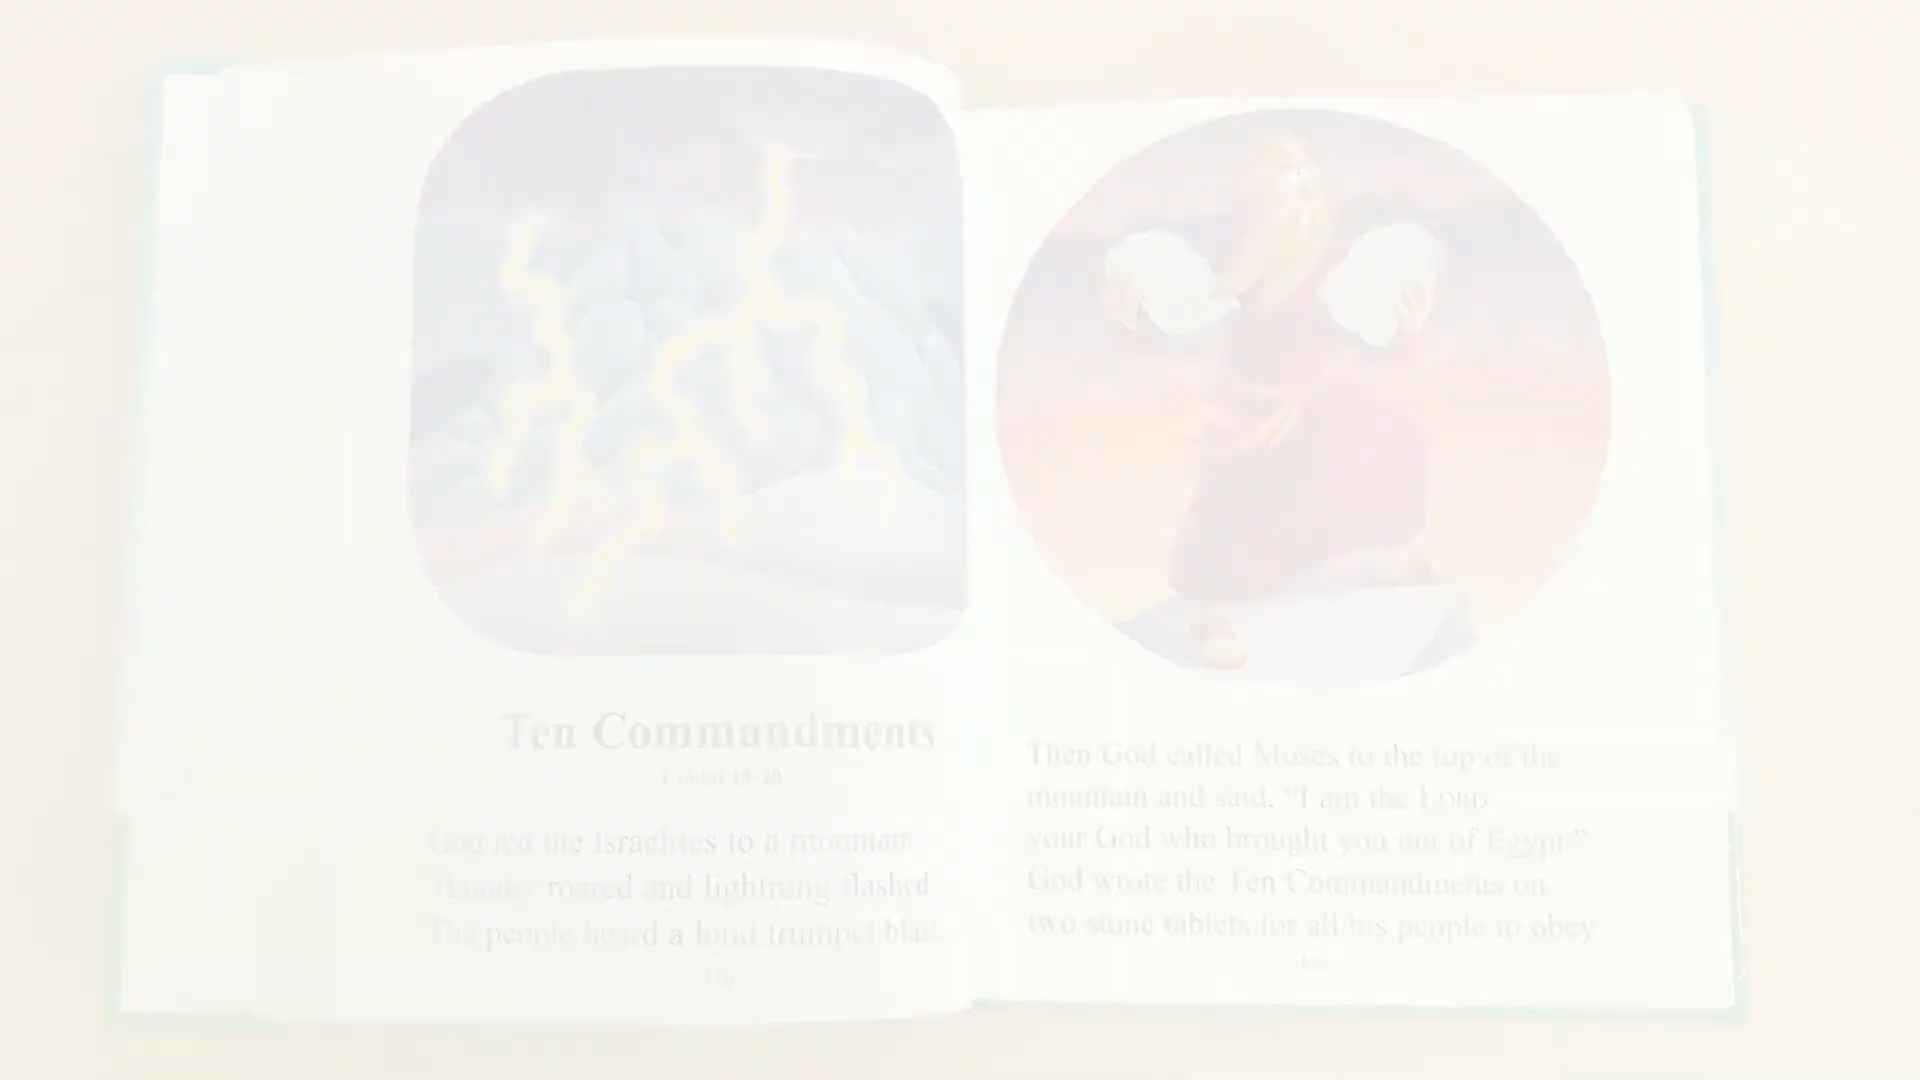 Ten Commandments
God led the Israelites to a mountain
Thunder roared and lightning flashed
The people heard a loud trumpet blast.
Then God called Moses to the top of the
mountain and said, “I am the LORD
your God who brought you out of Egypt.”
God wrote the Ten Commandments on
two stone tablets for all his people to obey